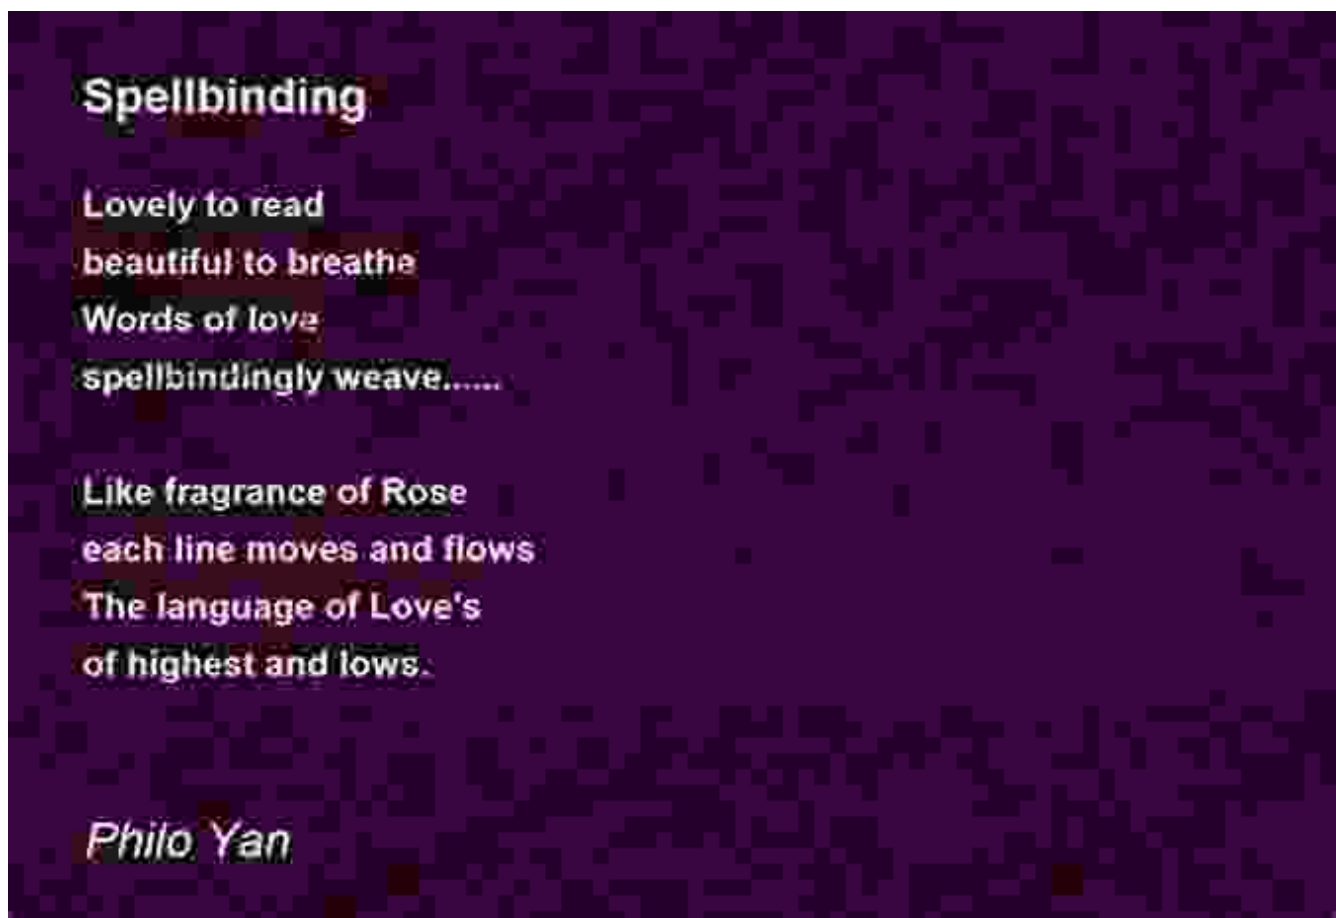 Spellbinding
Lovely to read
beautiful to breathe
Words of love
spellbindingly weave......
Like fragrance of Rose
each line moves and flows
The language of Love's
of highest and lows.
Philo Yan